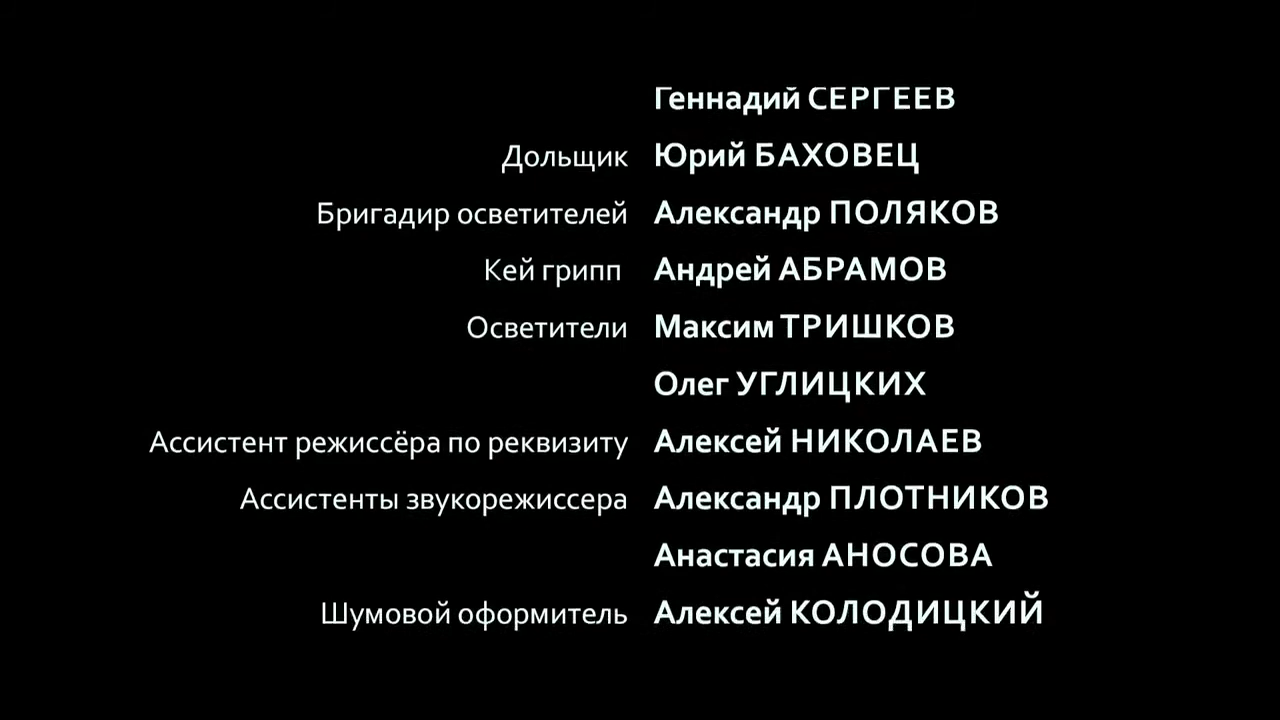 Геннадий СЕРГЕЕВ
Дольщик Юрий БАХОВЕЦ
Бригадир осветителей Александр ПОЛЯКОВ
Кей грипп Андрей АБРАМОВ
Осветители Максим ТРИШКОВ
Олег УГЛИЦКИХ
Ассистент режиссёра по реквизиту Алексей НИКОЛАЕВ
Ассистенты звукорежиссера Александр ПЛОТНИКОВ
Анастасия АНОСОВА
Шумовой оформитель Алексей КОЛОДИЦКИЙ